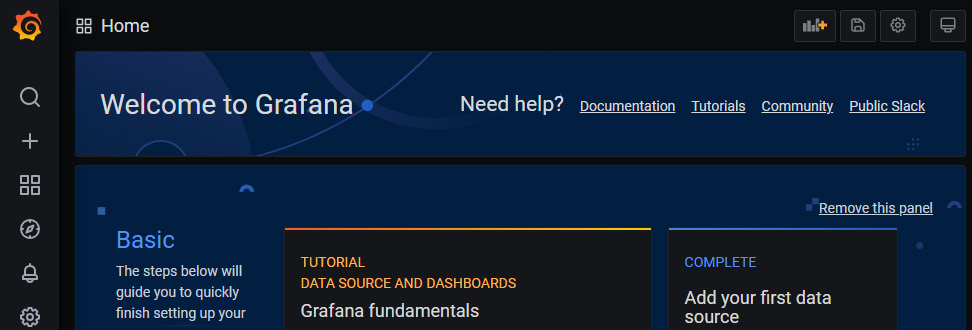 Home
Welcome to Grafana
Need help? Documentation Tutorials Community Public Slack
Remove this panel
Basic
The steps below will
guide you to quickly
finish setting up your
TUTORIAL
DATA SOURCE AND DASHBOARDS
Grafana fundamentals
COMPLETE
Add your first data
source